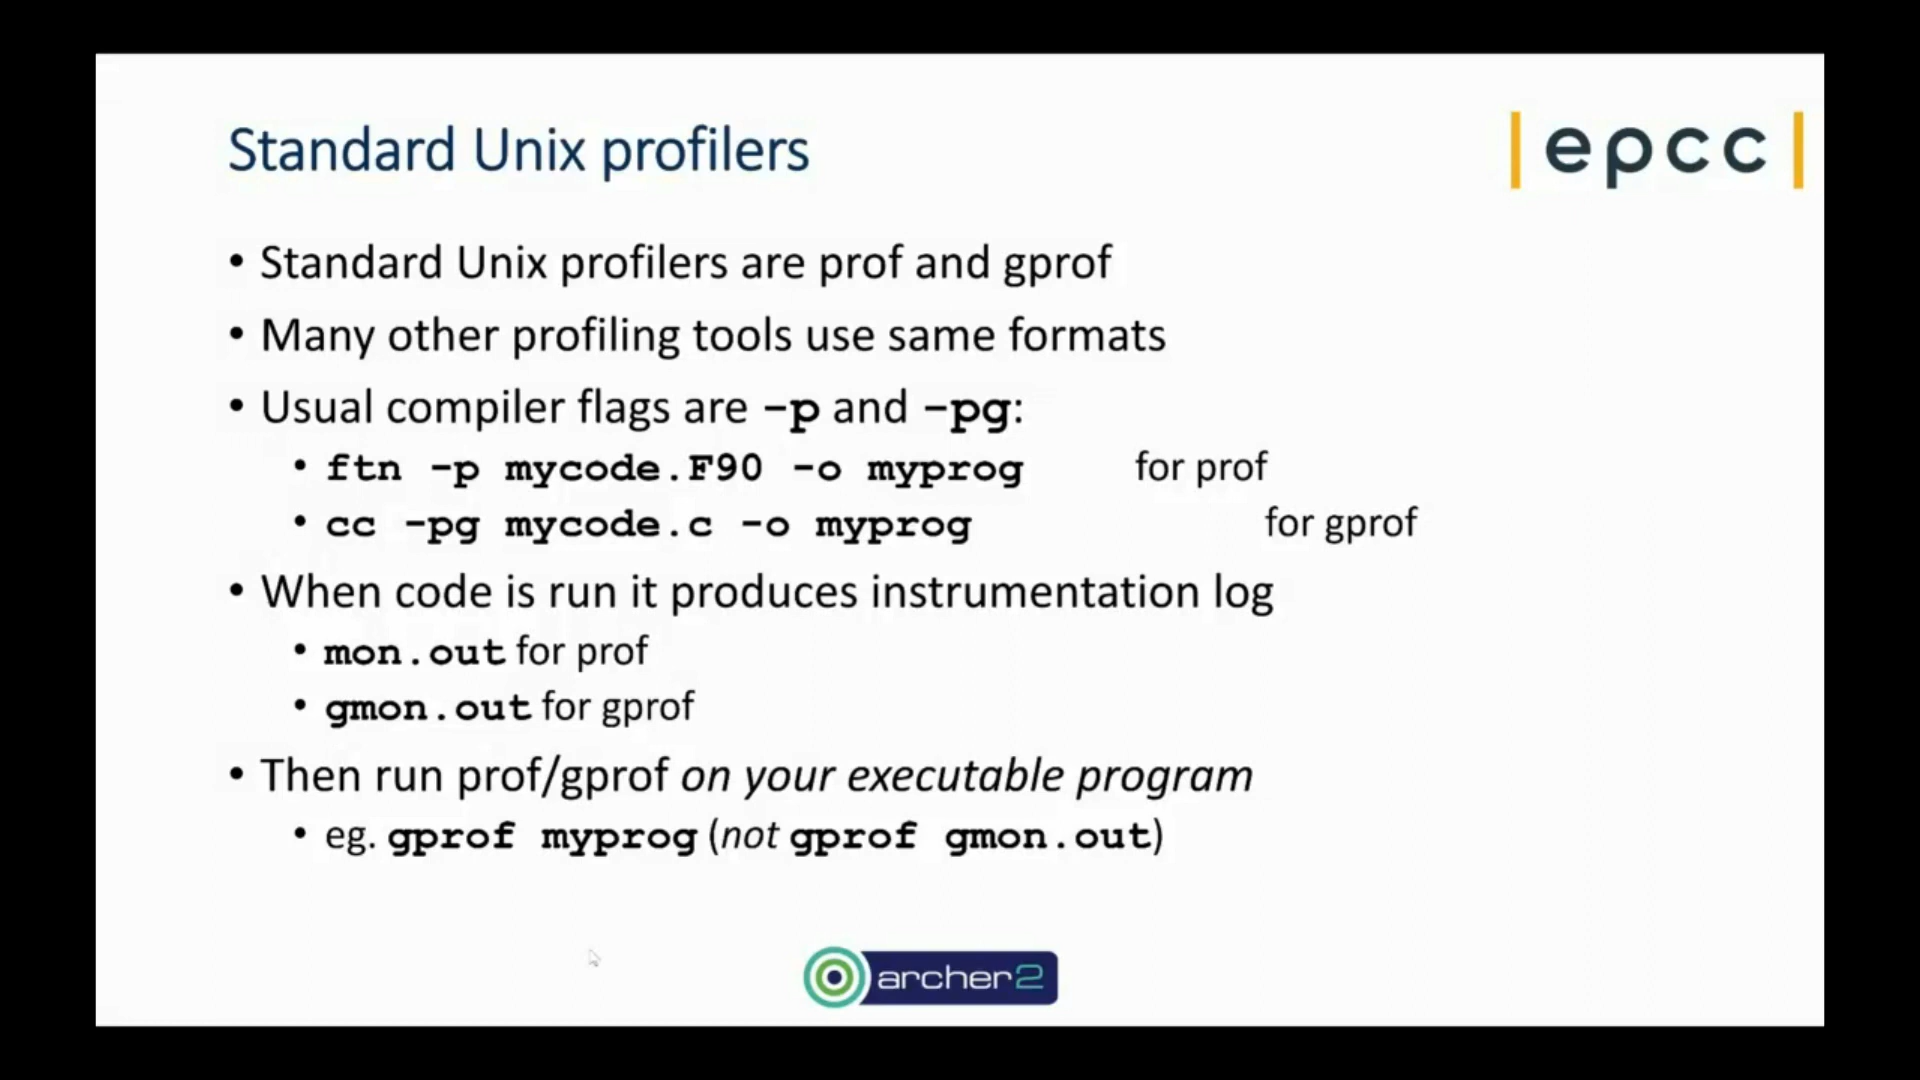 Standard Unix profilers
|epcc|
• Standard Unix profilers are prof and gprof
• Many other profiling tools use same formats
• Usual compiler flags are -p and -pg:
• ftn -p mycode.F90 -o myprog for prof
• cc -pg mycode.c -o myprog for gprof
• When code is run it produces instrumentation log
• mon.out for prof
• gmon.out for gprof
• Then run prof/gprof on your executable program
• eg. gprof myprog (not gprof gmon.out)
archer2